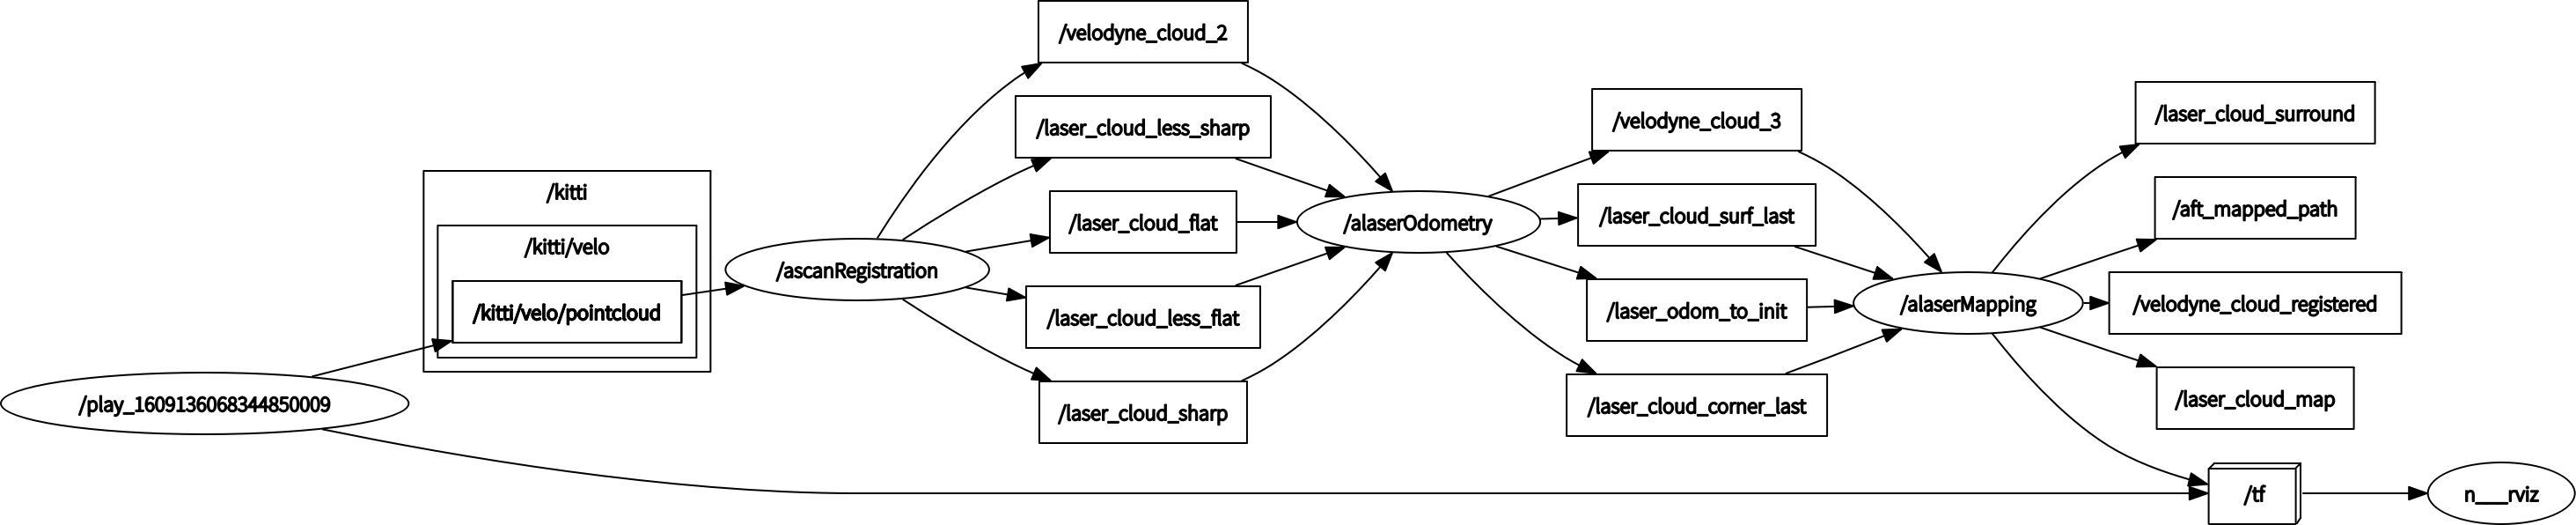 /velodyne_cloud_2
/laser_cloud_less_sharp
/laser_cloud_flat
/laser_cloud_less_flat
/laser_cloud_sharp
/kitti
/kitti/velo
/kitti/velo/pointcloud
/play_1609136068344850009
/ascanRegistration
/alaserOdometry
/velodyne_cloud_3
/laser_cloud_surf_last
/laser_odom_to_init
/laser_cloud_corner_last
/alaserMapping
/laser_cloud_surround
/aft_mapped_path
/velodyne_cloud_registered
/laser_cloud_map
/tf
n___rviz